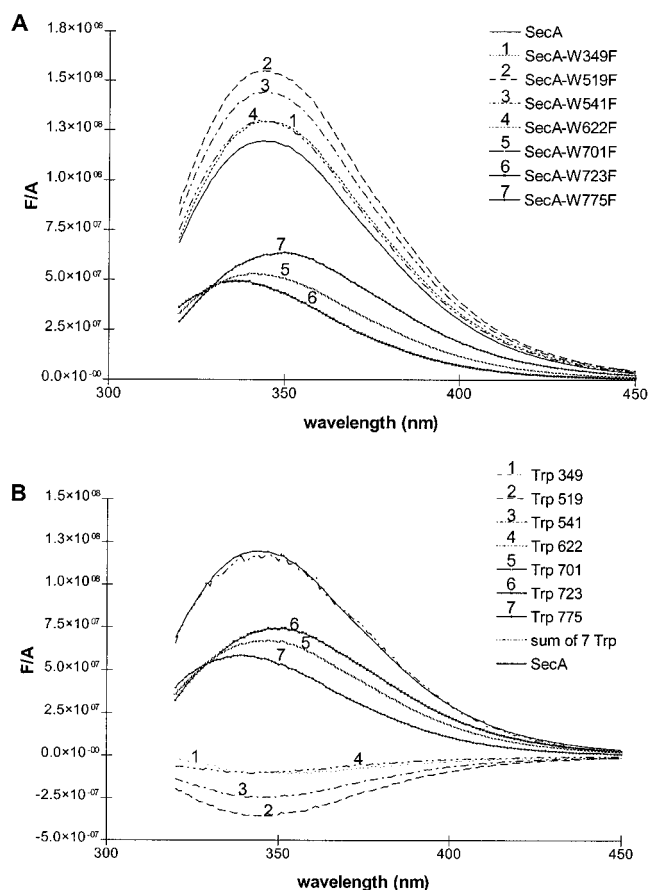 A
1.8×10⁰⁸
1.5×10⁰⁸
1.3×10⁰⁸
1.0×10⁰⁸
7.5×10⁰⁷
5.0×10⁰⁷
2.5×10⁰⁷
0.0×10⁻⁰⁰
F/A
300 350 400 450
wavelength (nm)
2
3
4 1
7
5
6
SecA
1 SecA-W349F
2 SecA-W519F
3 SecA-W541F
4 SecA-W622F
5 SecA-W701F
6 SecA-W723F
7 SecA-W775F
B
1.5×10⁰⁸
1.3×10⁰⁸
1.0×10⁰⁸
7.5×10⁰⁷
5.0×10⁰⁷
2.5×10⁰⁷
0.0×10⁻⁰⁰
-2.5×10⁰⁷
-5.0×10⁰⁷
F/A
300 350 400 450
wavelength (nm)
6
5
7
1 4
3
2
1 Trp 349
2 Trp 519
3 Trp 541
4 Trp 622
5 Trp 701
6 Trp 723
7 Trp 775
sum of 7 Trp
SecA